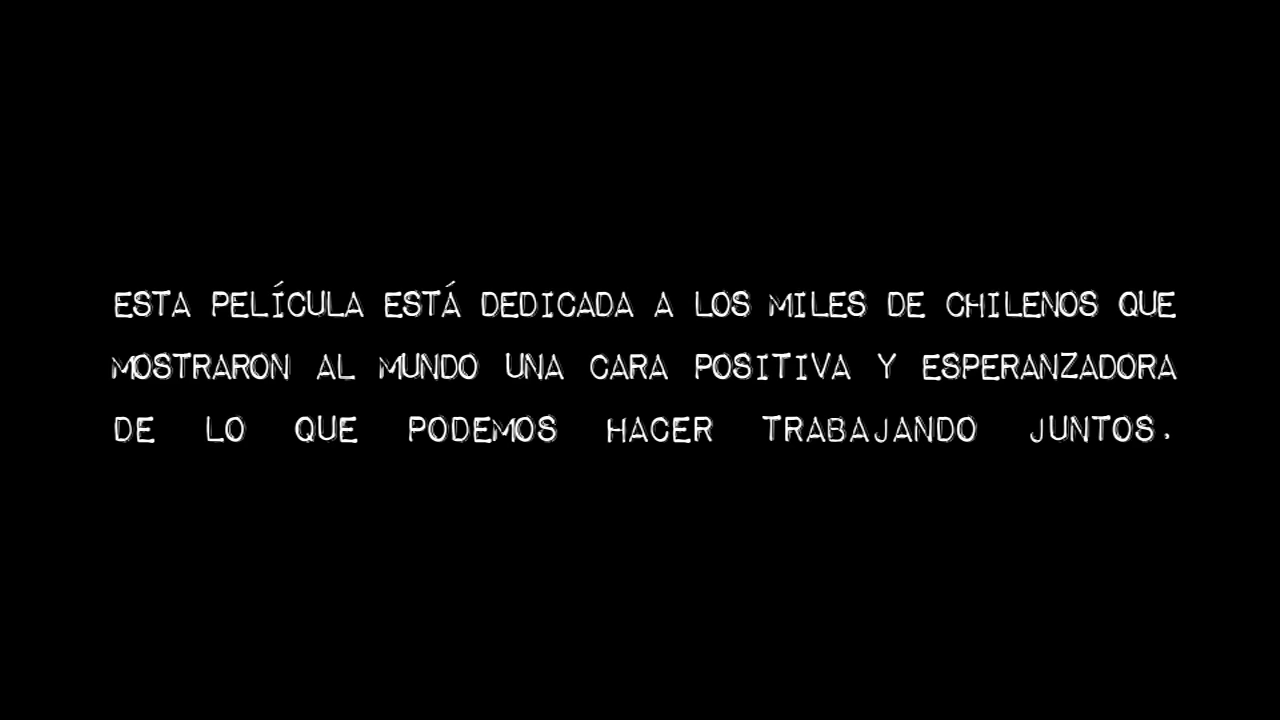 ESTA PELÍCULA ESTÁ DEDICADA A LOS MILES DE CHILENOS QUE
MOSTRARON AL MUNDO UNA CARA POSITIVA Y ESPERANZADORA
DE LO QUE PODEMOS HACER TRABAJANDO JUNTOS.